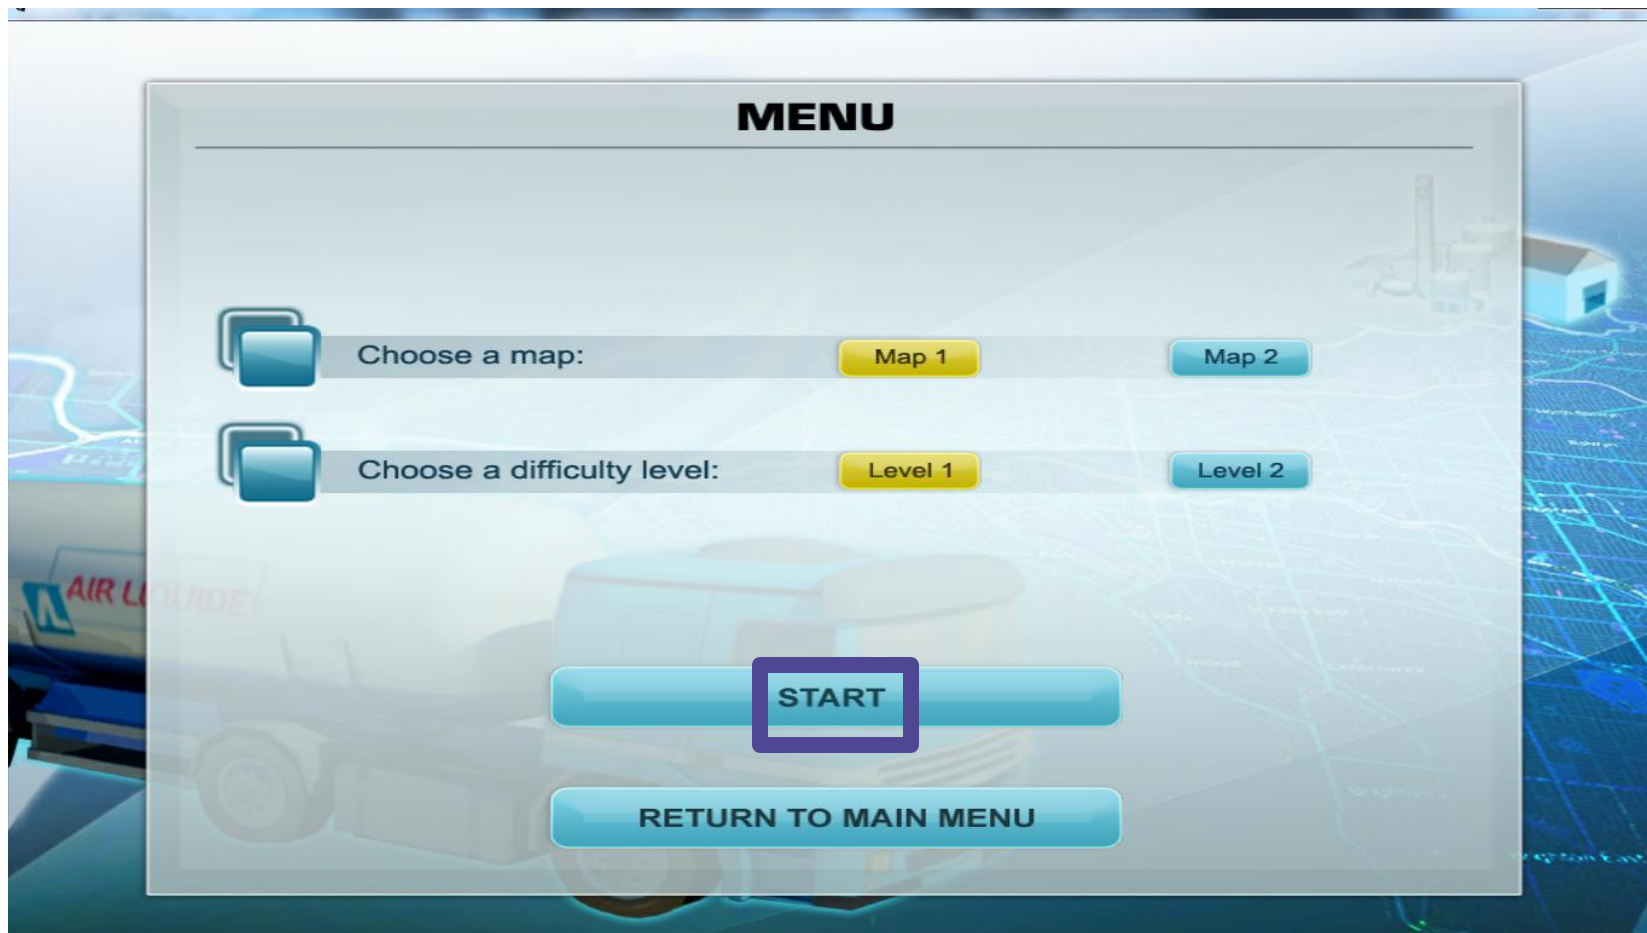 MENU
Choose a map: Map 1 Map 2
Choose a difficulty level: Level 1 Level 2
AIR LIQUIDE
START
RETURN TO MAIN MENU